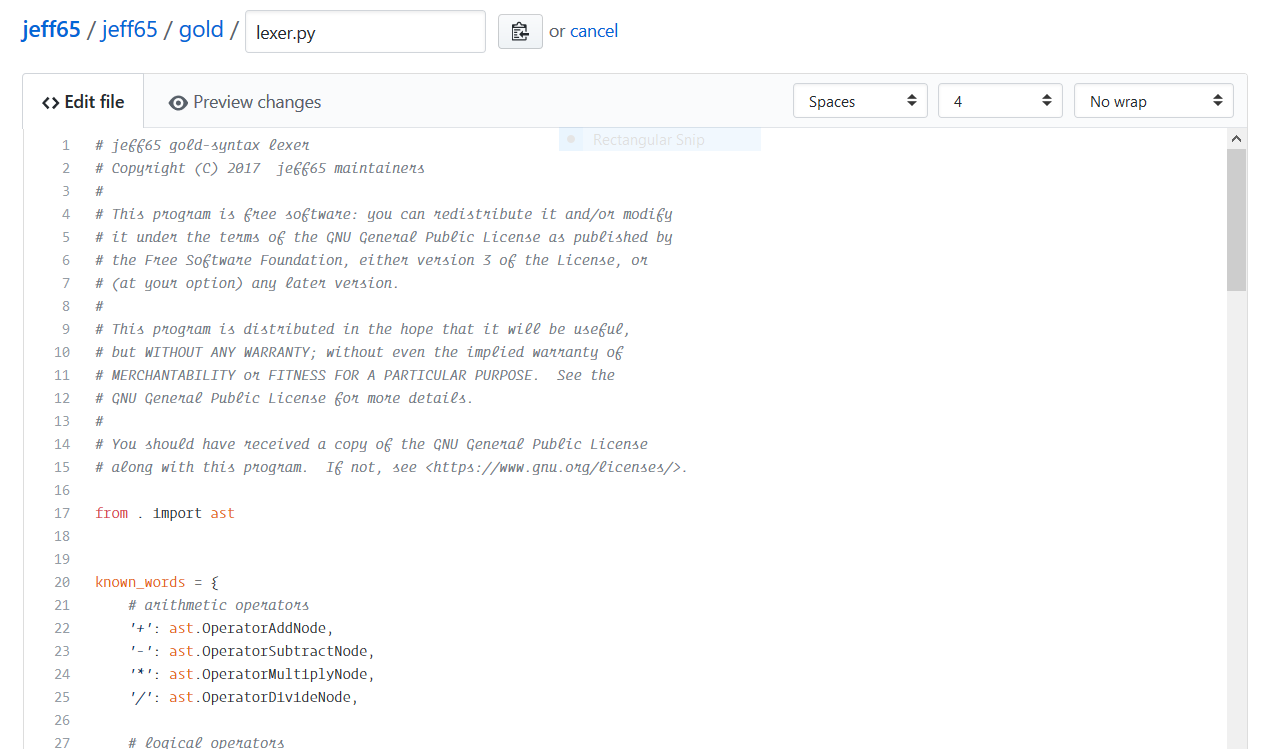 jeff65 / jeff65 / gold / lexer.py or cancel
<> Edit file Preview changes Spaces 4 No wrap
Rectangular Snip
1 # jeff65 gold-syntax lexer
2 # Copyright (C) 2017  jeff65 maintainers
3 #
4 # This program is free software: you can redistribute it and/or modify
5 # it under the terms of the GNU General Public License as published by
6 # the Free Software Foundation, either version 3 of the License, or
7 # (at your option) any later version.
8 #
9 # This program is distributed in the hope that it will be useful,
10 # but WITHOUT ANY WARRANTY; without even the implied warranty of
11 # MERCHANTABILITY or FITNESS FOR A PARTICULAR PURPOSE.  See the
12 # GNU General Public License for more details.
13 #
14 # You should have received a copy of the GNU General Public License
15 # along with this program.  If not, see <https://www.gnu.org/licenses/>.
16
17 from . import ast
18
19
20 known_words = {
21     # arithmetic operators
22     '+': ast.OperatorAddNode,
23     '-': ast.OperatorSubtractNode,
24     '*': ast.OperatorMultiplyNode,
25     '/': ast.OperatorDivideNode,
26
27     # logical operators